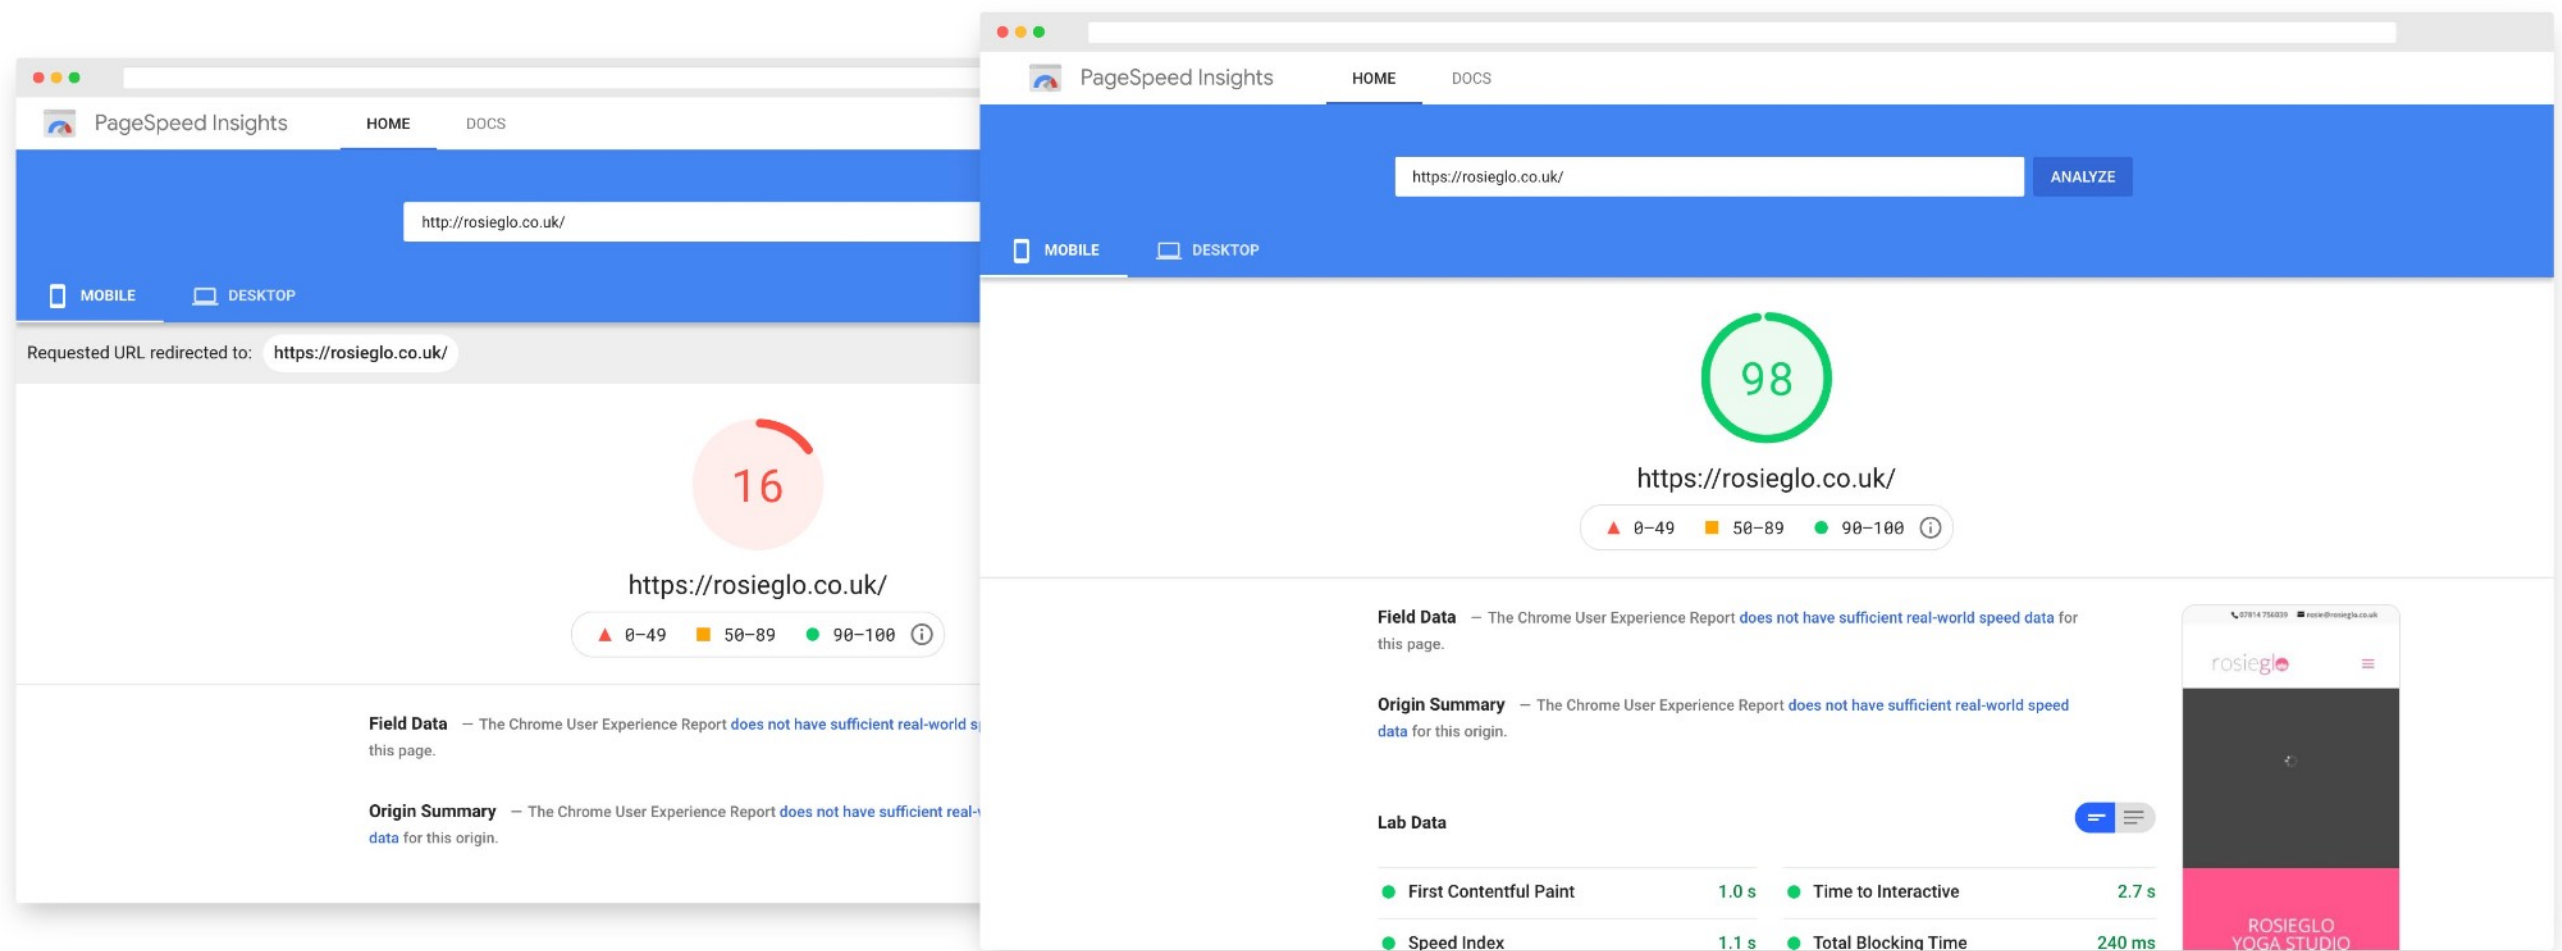 PageSpeed Insights HOME DOCS
http://rosieglo.co.uk/
MOBILE DESKTOP
Requested URL redirected to: https://rosieglo.co.uk/
16
https://rosieglo.co.uk/
0–49 50–89 90–100
Field Data — The Chrome User Experience Report does not have sufficient real-world
this page.
Origin Summary — The Chrome User Experience Report does not have sufficient real-
data for this origin.
PageSpeed Insights HOME DOCS
https://rosieglo.co.uk/ ANALYZE
MOBILE DESKTOP
98
https://rosieglo.co.uk/
0–49 50–89 90–100
Field Data — The Chrome User Experience Report does not have sufficient real-world speed data for
this page.
Origin Summary — The Chrome User Experience Report does not have sufficient real-world speed
data for this origin.
Lab Data
First Contentful Paint 1.0 s Time to Interactive 2.7 s
Speed Index 1.1 s Total Blocking Time 240 ms
07814 756039 rosie@rosieglo.co.uk
rosieglo
ROSIEGLO
YOGA STUDIO